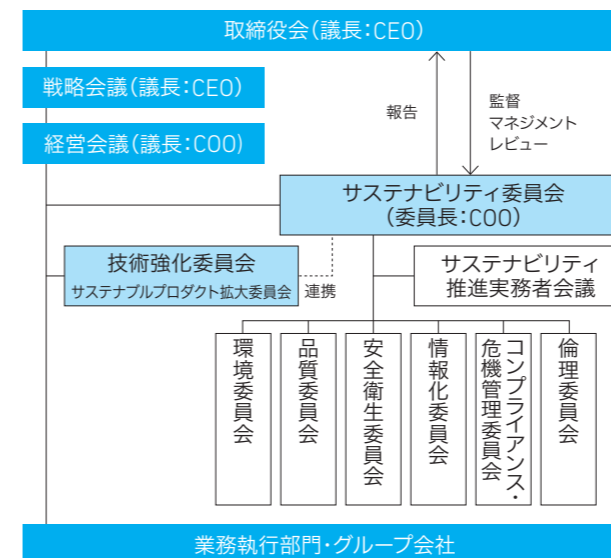 取締役会(議長:CEO)
戦略会議(議長:CEO)
経営会議(議長:COO)
報告
監督
マネジメント
レビュー
サステナビリティ委員会
(委員長:COO)
技術強化委員会
サステナブルプロダクト拡大委員会
連携
サステナビリティ
推進実務者会議
環境委員会
品質委員会
安全衛生委員会
情報化委員会
コンプライアンス・
危機管理委員会
倫理委員会
業務執行部門・グループ会社